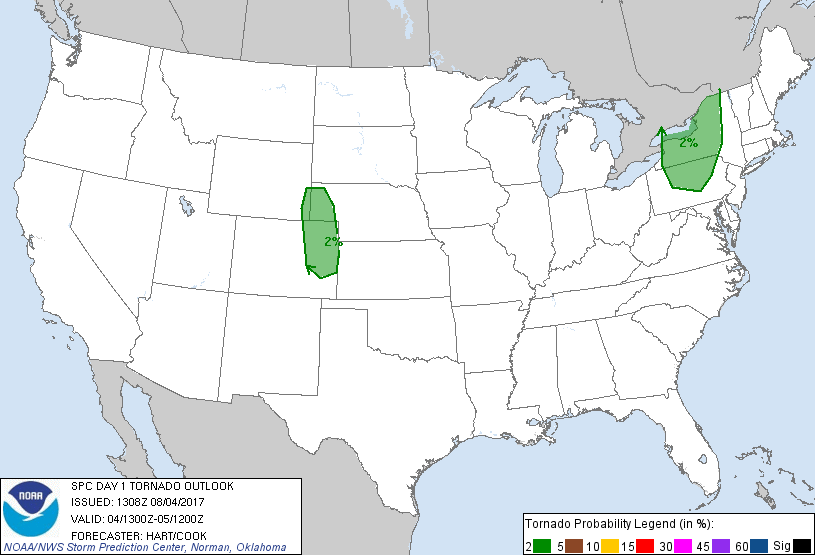 2%
2%
NOAA
SPC DAY 1 TORNADO OUTLOOK
ISSUED: 1308Z 08/04/2017
VALID: 04/1300Z-05/1200Z
FORECASTER: HART/COOK
NOAA/NWS Storm Prediction Center, Norman, Oklahoma
Tornado Probability Legend (in %):
2 5 10 15 30 45 60 Sig